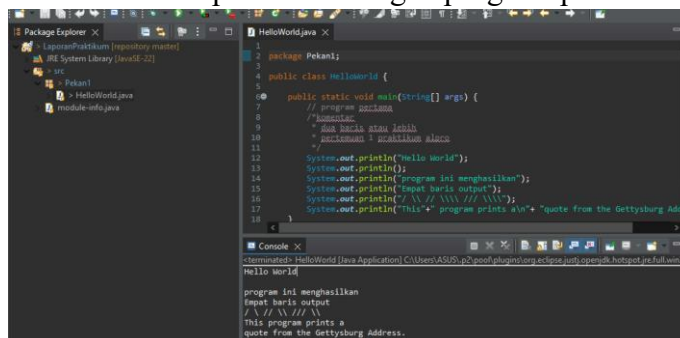 Package Explorer
> LaporanPraktikum [repository master]
JRE System Library [JavaSE-22]
> src
> Pekan1
> HelloWorld.java
module-info.java
HelloWorld.java
1
2 package Pekan1;
3
4 public class HelloWorld {
5
6 public static void main(String[] args) {
7 // program pertama
8 /*komentar
9 * dua baris atau lebih
10 * pertemuan 1 praktikum alpro
11 */
12 System.out.println("Hello World");
13 System.out.println();
14 System.out.println("program ini menghasilkan");
15 System.out.println("Empat baris output");
16 System.out.println("/ \\ // \\\\ /// \\\\");
17 System.out.println("This"+" program prints a\n"+ "quote from the Gettysburg Add
18 }
Console
<terminated> HelloWorld [Java Application] C:\Users\ASUS\.p2\pool\plugins\org.eclipse.justj.openjdk.hotspot.jre.full.win
Hello World
program ini menghasilkan
Empat baris output
/ \ // \\ /// \\
This program prints a
quote from the Gettysburg Address.